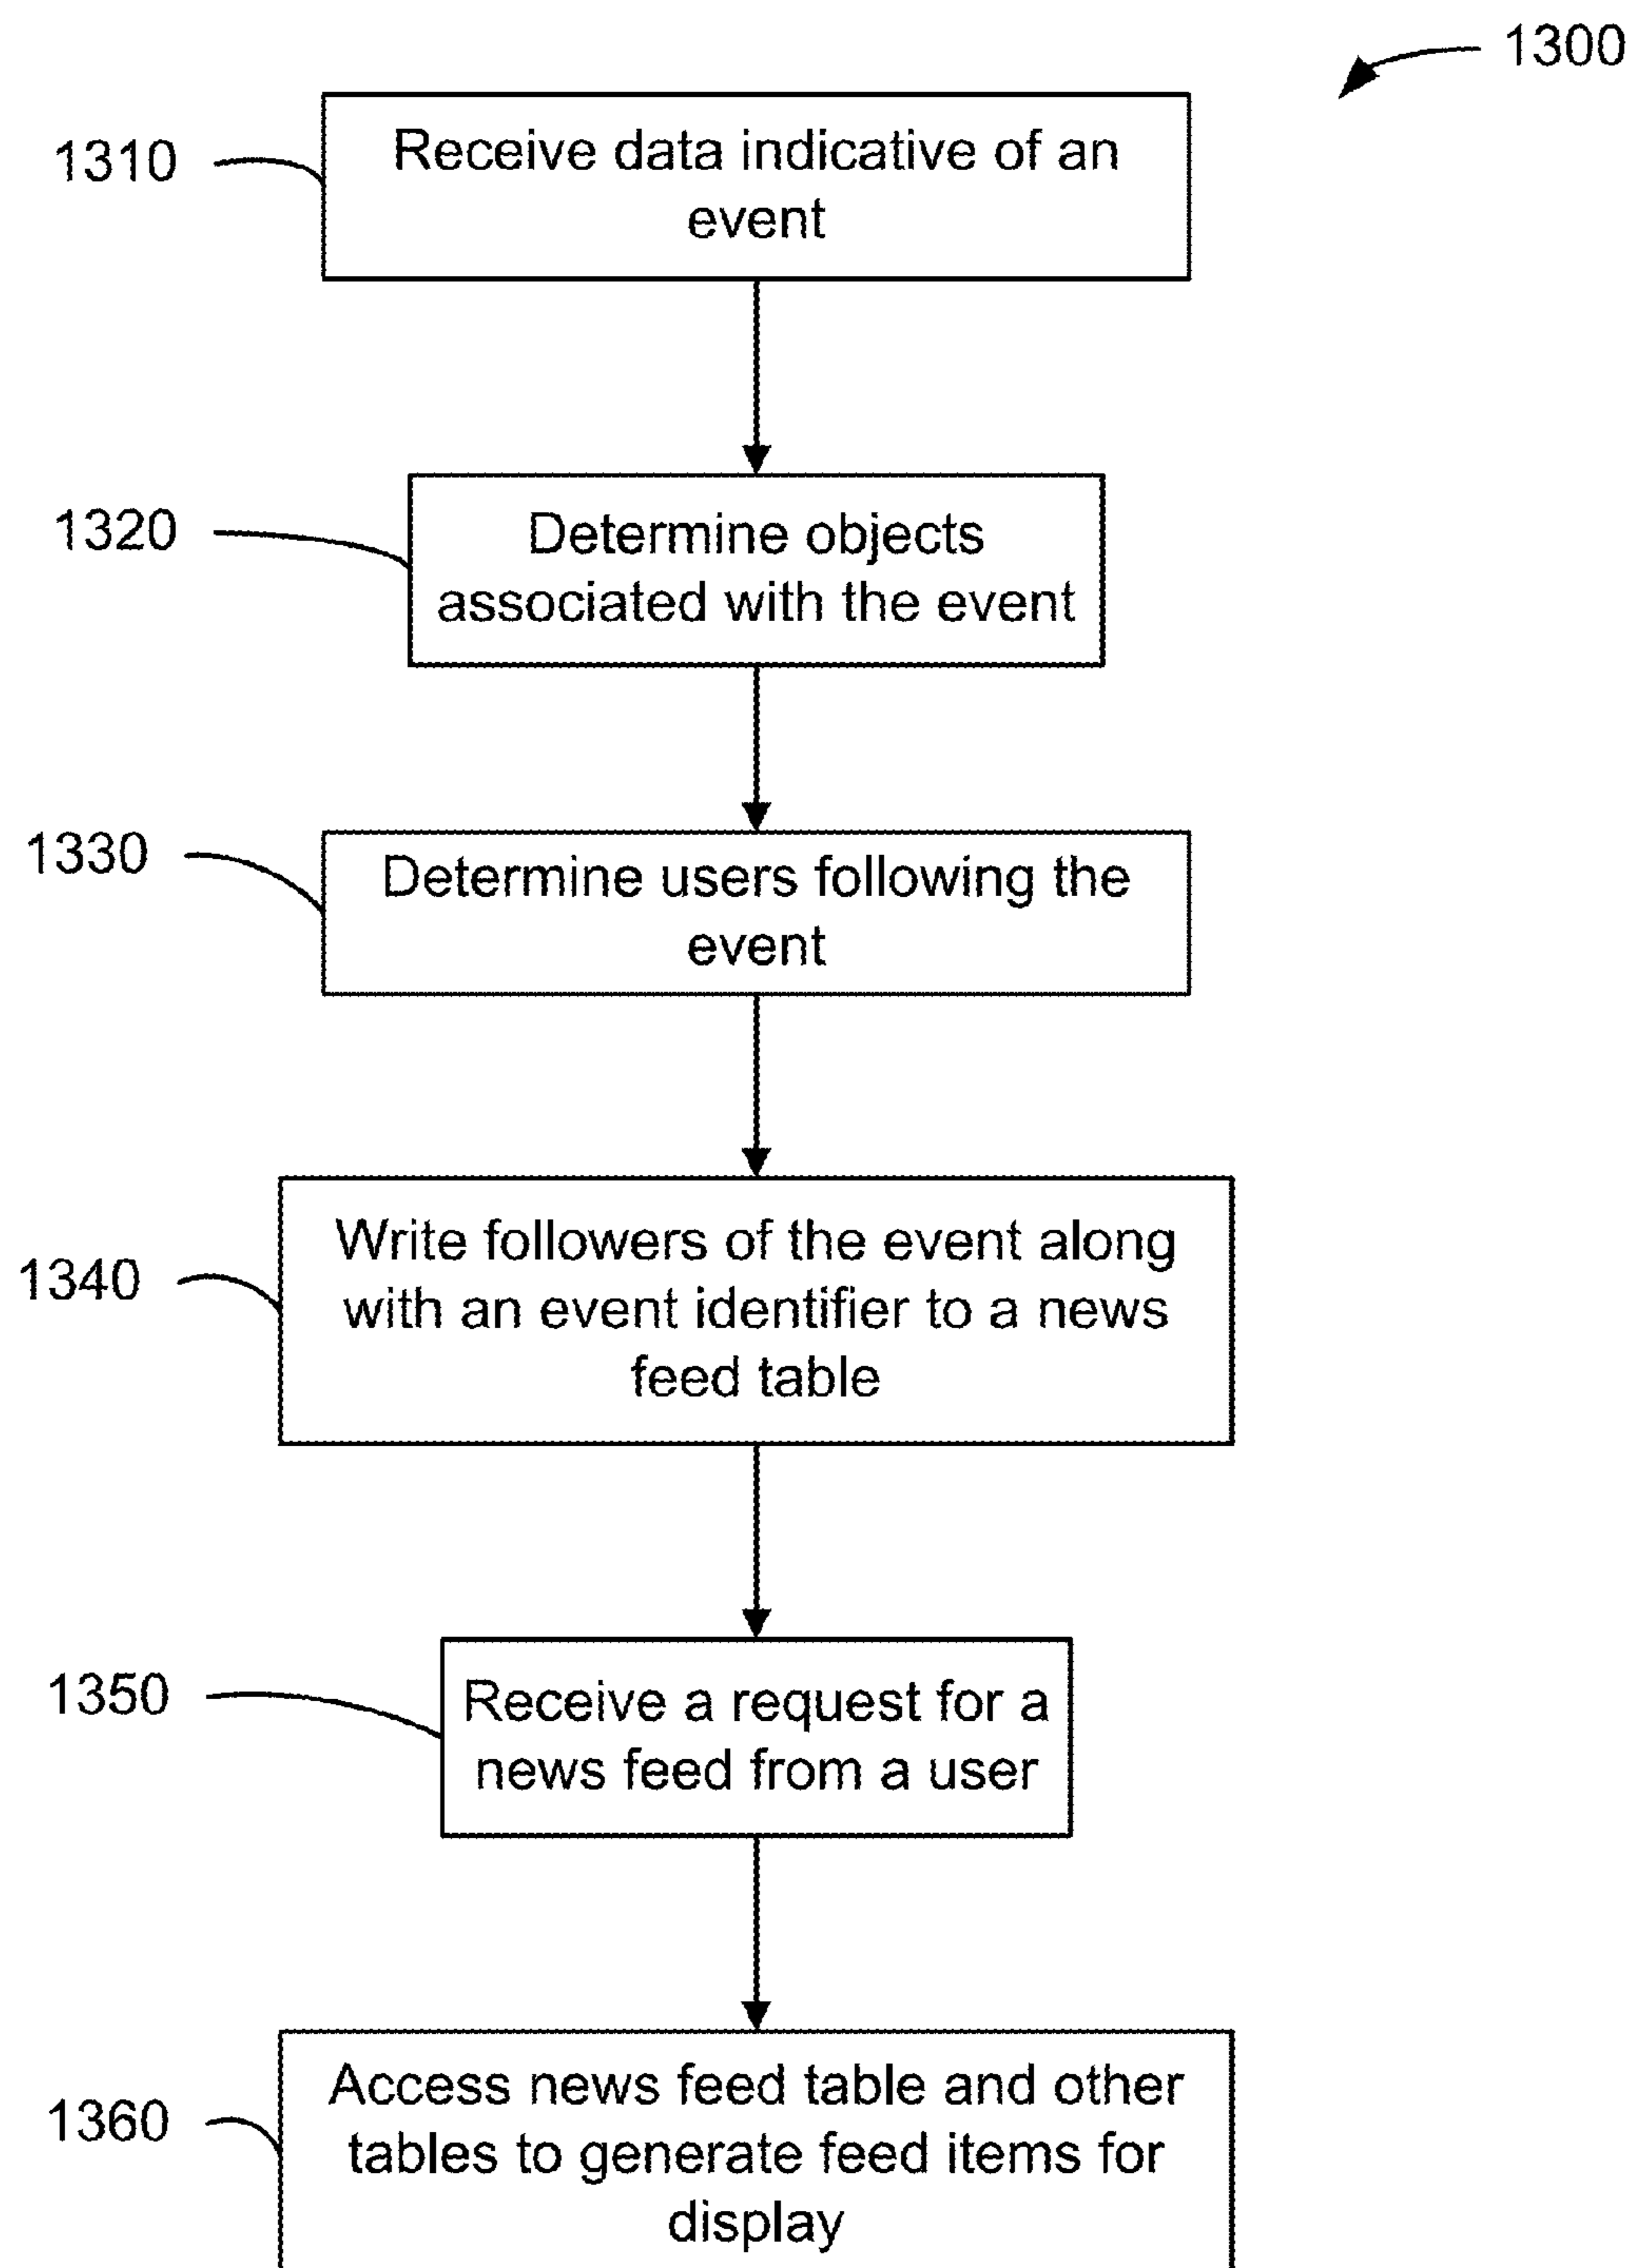 1300
1310
Receive data indicative of an
event
1320
Determine objects
associated with the event
1330
Determine users following the
event
1340
Write followers of the event along
with an event identifier to a news
feed table
1350
Receive a request for a
news feed from a user
1360
Access news feed table and other
tables to generate feed items for
display